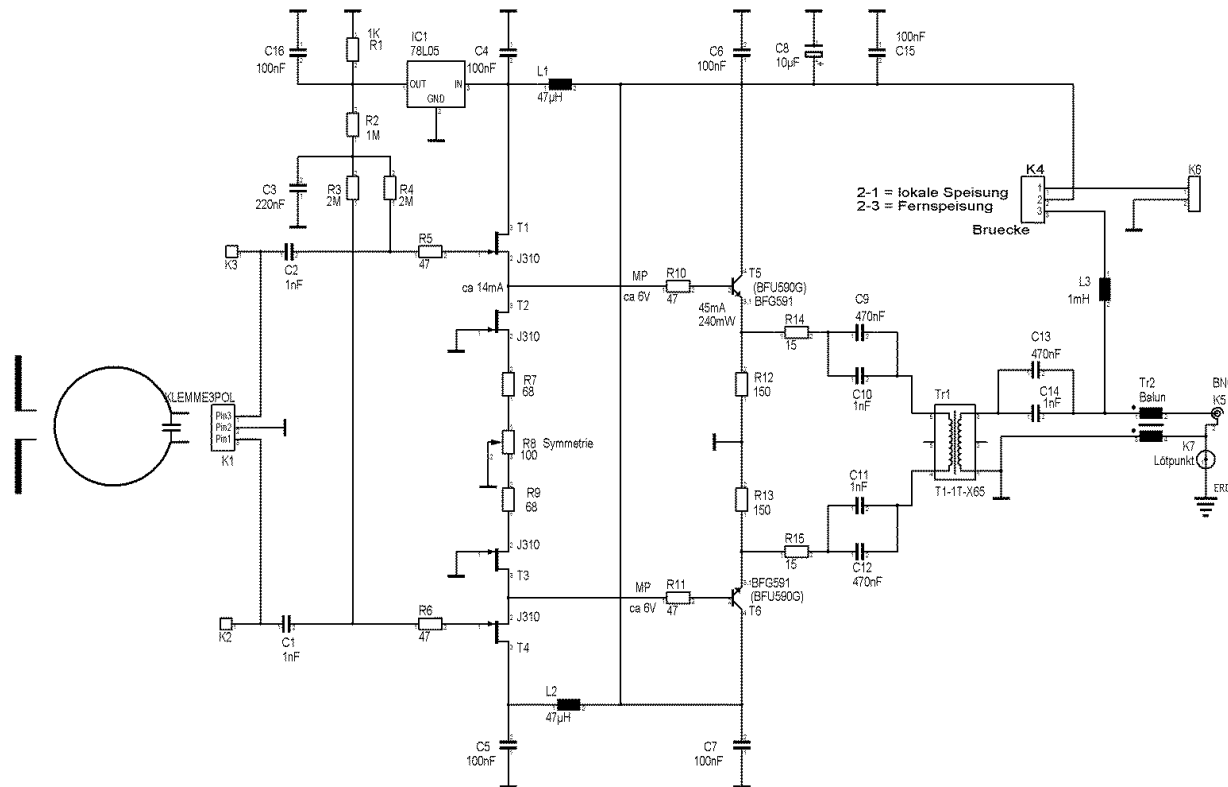 C16
100nF
1K
R1
IC1
78L05
OUT
IN
GND
C4
100nF
L1
47µH
C6
100nF
C8
10µF
+
100nF
C15
R2
1M
C3
220nF
R3
2M
R4
2M
K4
1
2
3
2-1 = lokale Speisung
2-3 = Fernspeisung
Bruecke
K6
K3
C2
1nF
R5
47
T1
J310
ca 14mA
T2
J310
MP
ca 6V
R10
47
T5
(BFU590G)
BFG591
45mA
240mW
L3
1mH
R14
15
C9
470nF
C10
1nF
C13
470nF
C14
1nF
Tr2
Balun
K5
KLEMME3POL
Pin3
Pin2
Pin1
K1
R7
68
R8
100
Symmetrie
R9
68
R12
150
R13
150
Tr1
T1-1T-X65
K7
Lötpunkt
C11
1nF
C12
470nF
R15
15
J310
T3
J310
T4
MP
ca 6V
R11
47
BFG591
(BFU590G)
T6
K2
C1
1nF
R6
47
L2
47µH
C5
100nF
C7
100nF